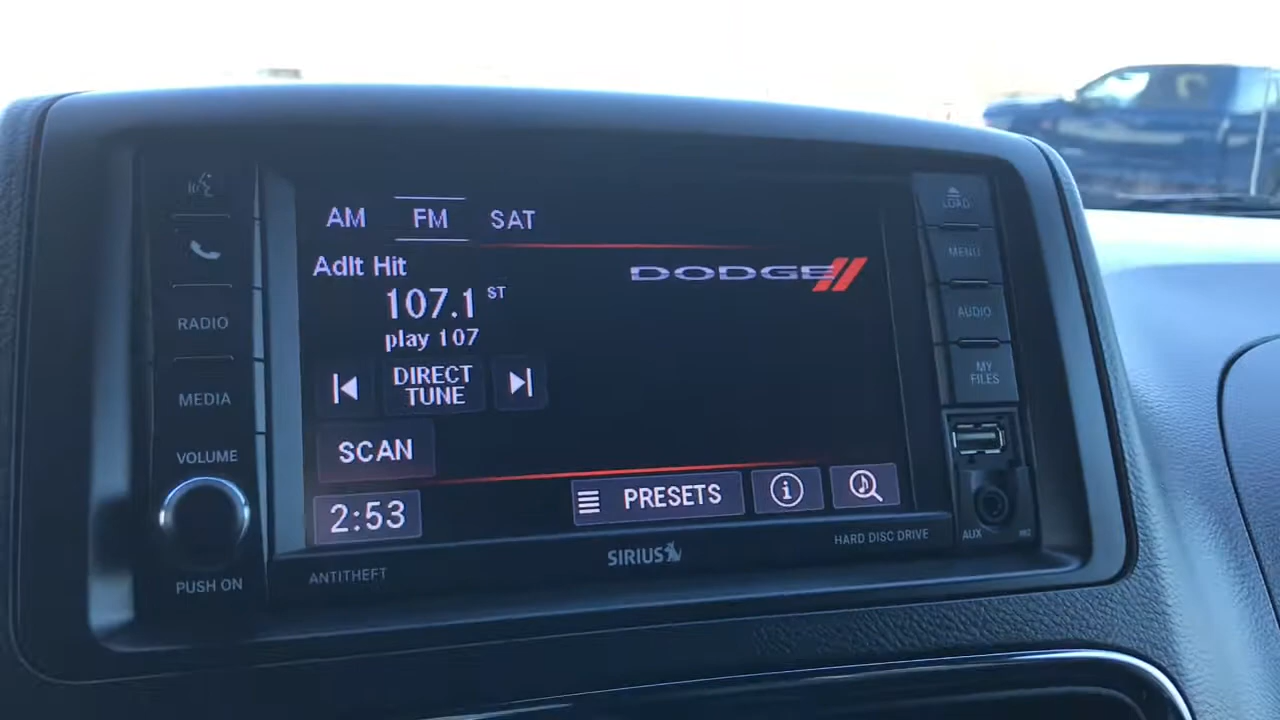 AM FM SAT
Adlt Hit
DODGE
107.1 ST
play 107
DIRECT
TUNE
SCAN
2:53
PRESETS
RADIO
MEDIA
VOLUME
PUSH ON
ANTITHEFT
SIRIUS
HARD DISC DRIVE
LOAD
MENU
AUDIO
MY
FILES
AUX